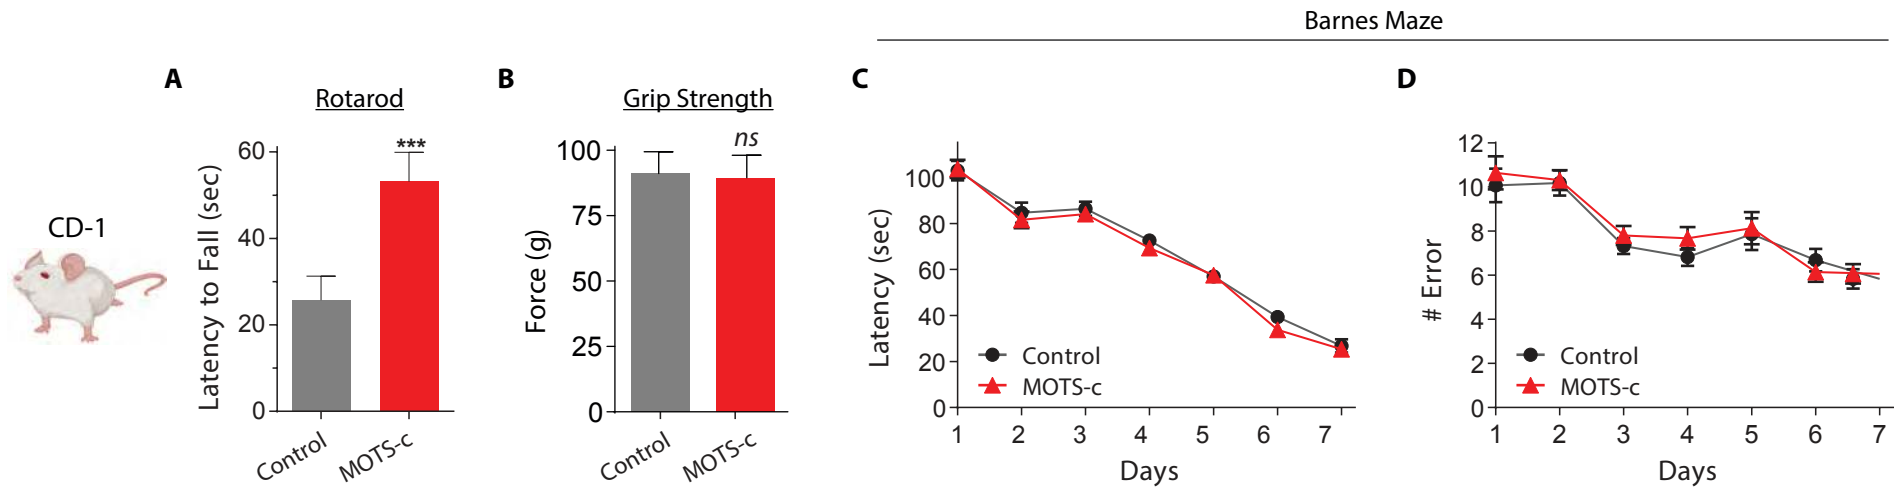 Barnes Maze
A
B
C
D
Rotarod
Grip Strength
CD-1
Latency to Fall (sec)
60
40
20
0
***
Control
MOTS-c
Force (g)
100
75
50
25
0
ns
Control
MOTS-c
Latency (sec)
100
80
60
40
20
0
Control
MOTS-c
1 2 3 4 5 6 7
Days
# Error
12
10
8
6
4
2
0
Control
MOTS-c
1 2 3 4 5 6 7
Days